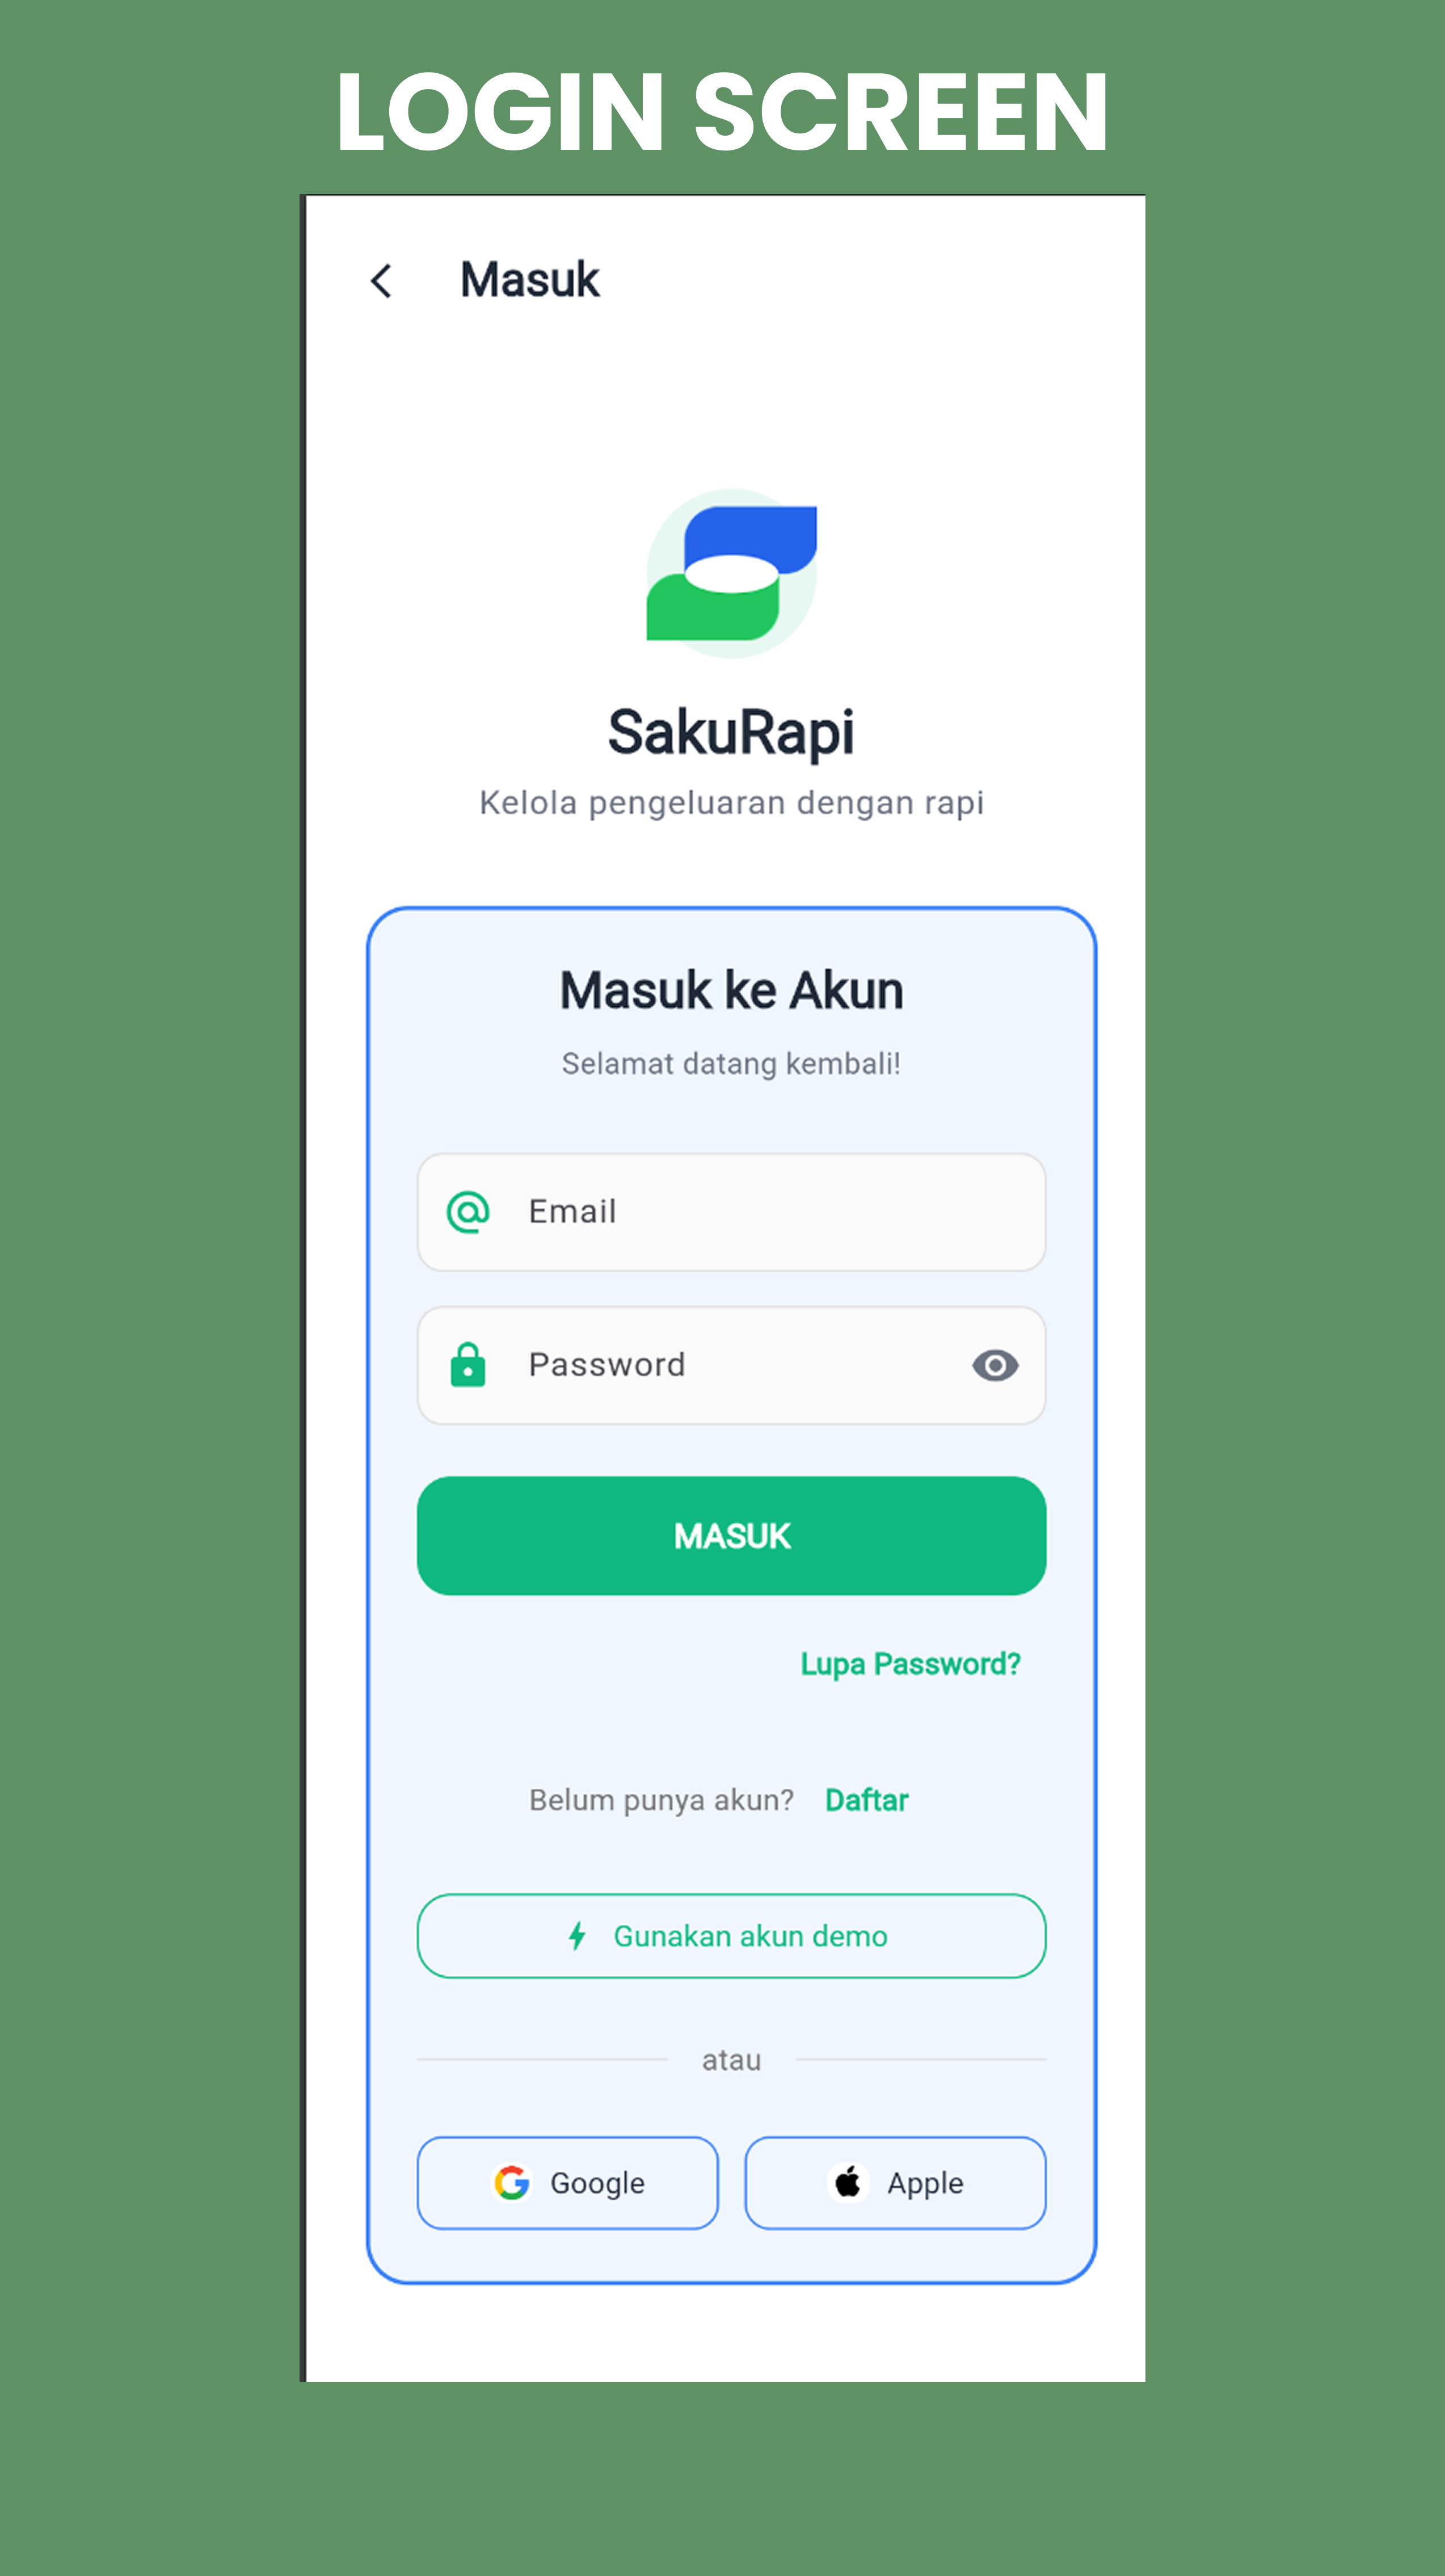 LOGIN SCREEN
Masuk
SakuRapi
Kelola pengeluaran dengan rapi
Masuk ke Akun
Selamat datang kembali!
Email
Password
MASUK
Lupa Password?
Belum punya akun? Daftar
Gunakan akun demo
atau
Google Apple